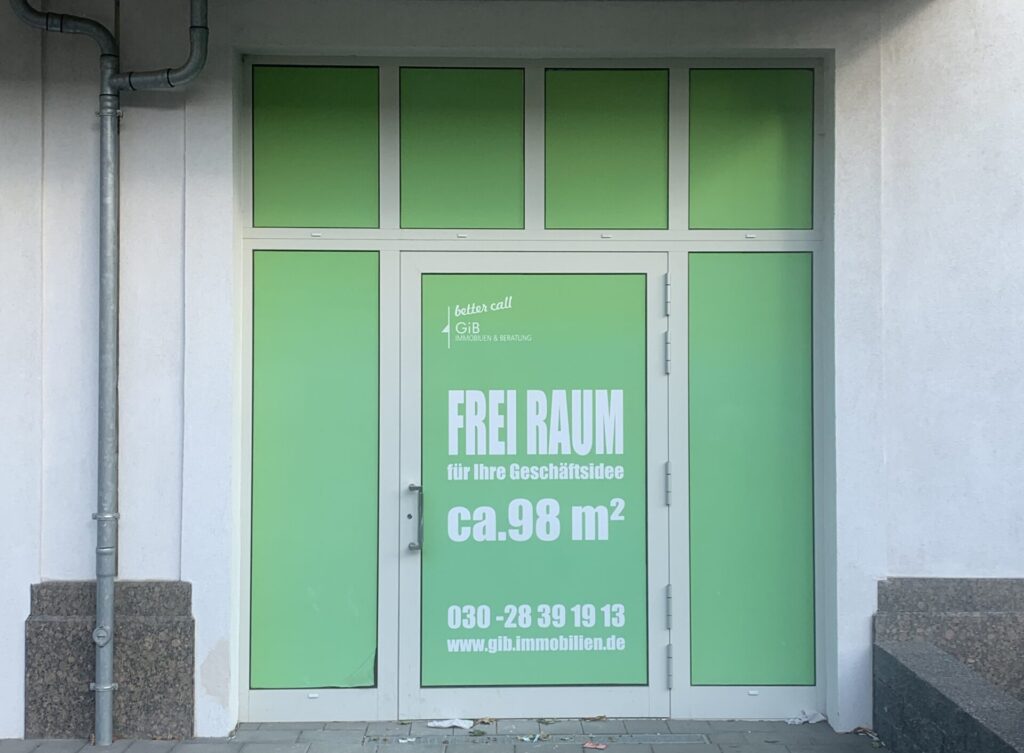 better call
GiB
IMMOBILIEN & BERATUNG
FREI RAUM
für Ihre Geschäftsidee
ca.98 m²
030 -28 39 19 13
www.gib.immobilien.de